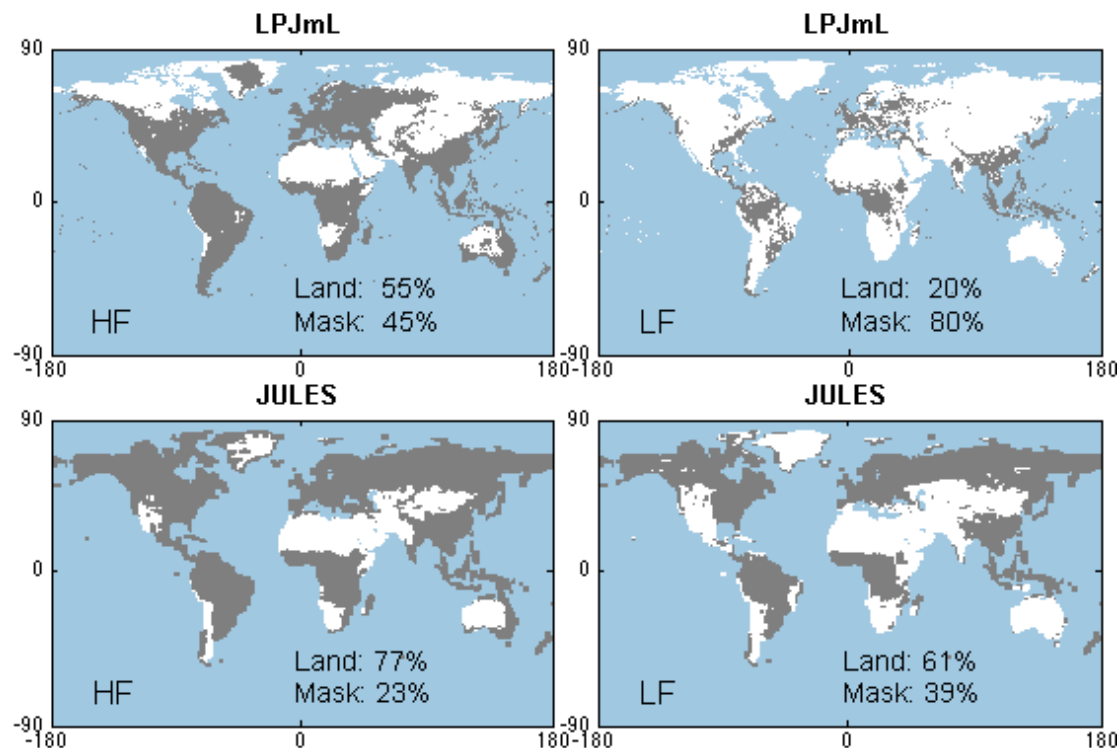 LPJmL
90
0
-90
-180
0
180
HF
Land: 55%
Mask: 45%
LPJmL
90
0
-90
-180
0
180
LF
Land: 20%
Mask: 80%
JULES
90
0
-90
-180
0
180
HF
Land: 77%
Mask: 23%
JULES
90
0
-90
-180
0
180
LF
Land: 61%
Mask: 39%